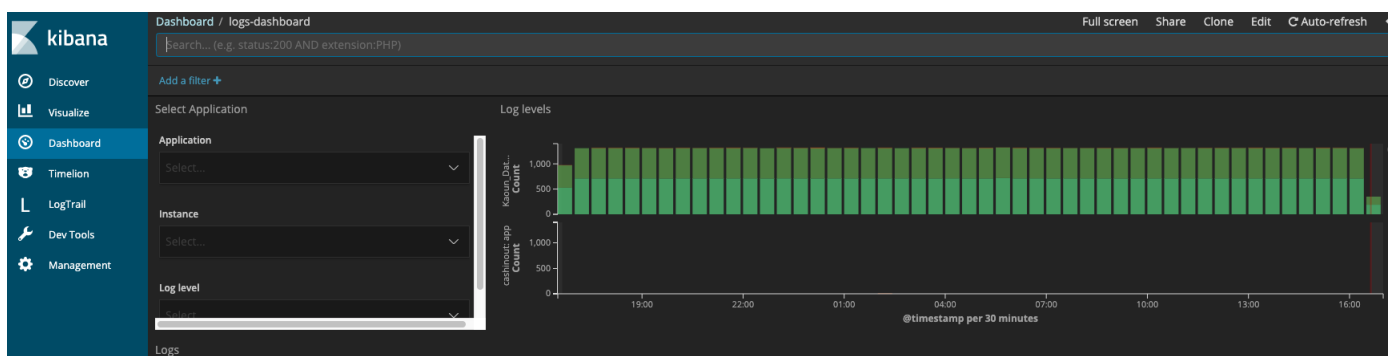 kibana
Discover
Visualize
Dashboard
Timelion
L LogTrail
Dev Tools
Management
Dashboard / logs-dashboard
Full screen Share Clone Edit Auto-refresh
Search... (e.g. status:200 AND extension:PHP)
Add a filter +
Select Application
Application
Select...
Instance
Select...
Log level
Select...
Log levels
Kaoun_Dat...
Count
1,000
500
0
cashinout: app
Count
1,000
500
0
19:00 22:00 01:00 04:00 07:00 10:00 13:00 16:00
@timestamp per 30 minutes
Logs